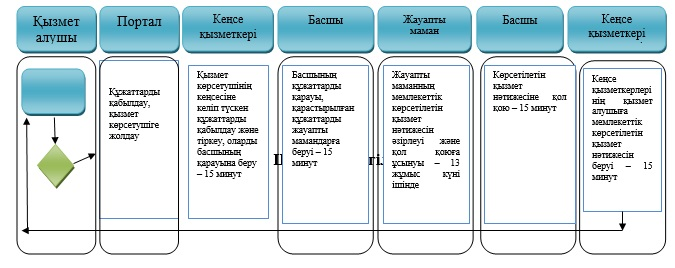 Қызмет
алушы
Портал
Кеңсе
қызметкері
Басшы
Жауапты
маман
Басшы
Кеңсе
қызметкері
Құжаттарды
қабылдау,
қызмет
көрсетушіге
жолдау
Қызмет
көрсетушінің
кеңсесіне
келіп түскен
құжаттарды
қабылдау және
тіркеу, оларды
басшының
қарауына беру
– 15 минут
Басшының
құжаттарды
қарауы,
қарастырылған
құжаттарды
жауапты
мамандарға
беруі – 15
минут
Жауапты
маманның
мемлекеттік
көрсетілетін
қызмет
нәтижесін
әзірлеуі және
қол қоюға
ұсынуы – 13
жұмыс күні
ішінде
Көрсетілетін
қызмет
нәтижесіне қол
қою – 15 минут
Кеңсе
қызметкерлері
нің қызмет
алушыға
мемлекеттік
көрсетілетін
қызмет
нәтижесін
беруі – 15
минут